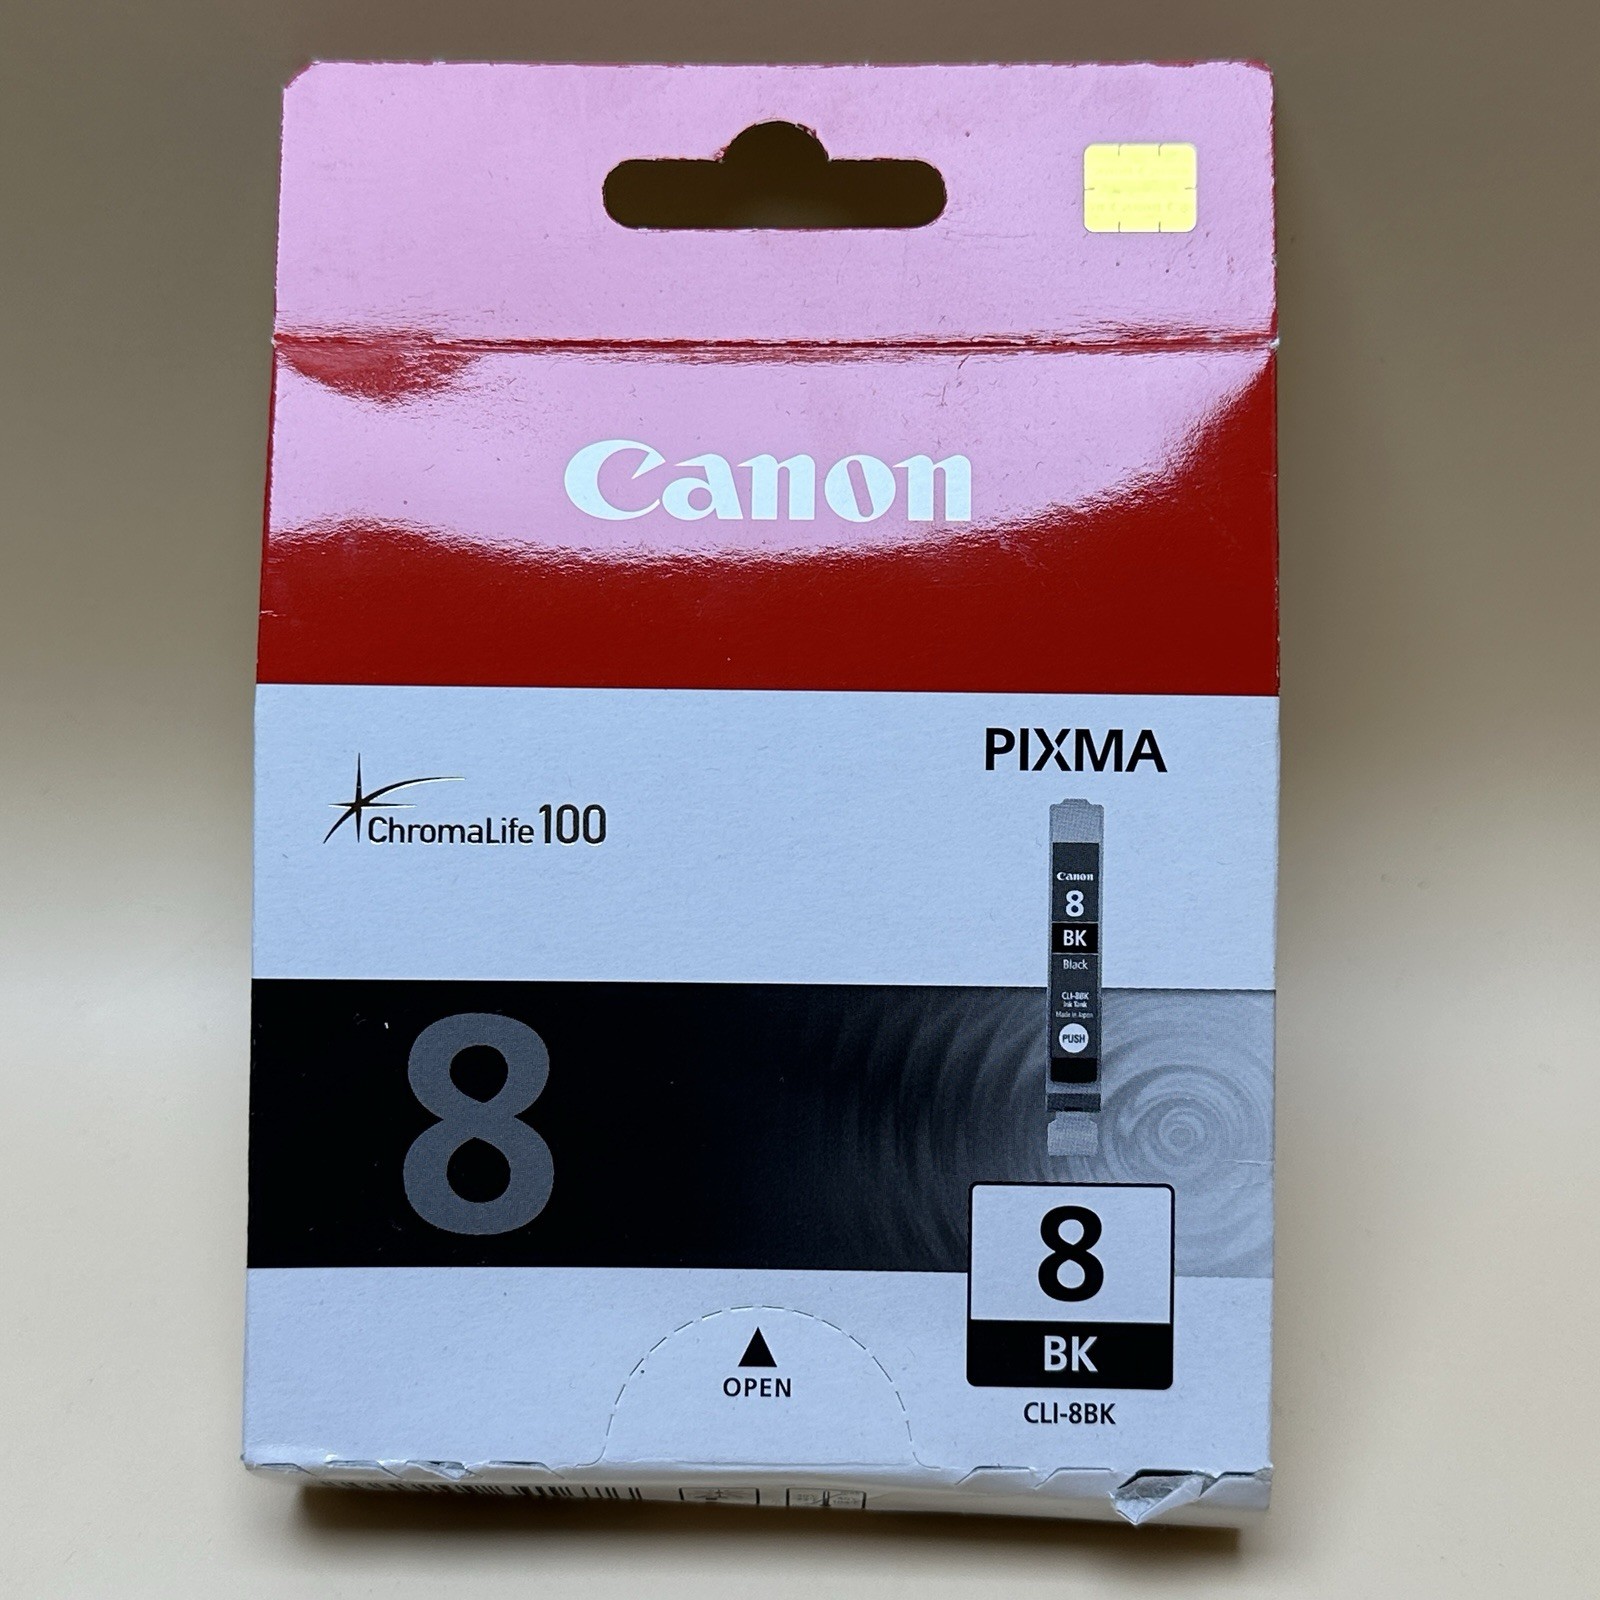 Canon
PIXMA
ChromaLife100
Canon
8
BK
Black
CLI-8BK
Ink Tank
Made in Japan
PUSH
8
8
BK
CLI-8BK
OPEN